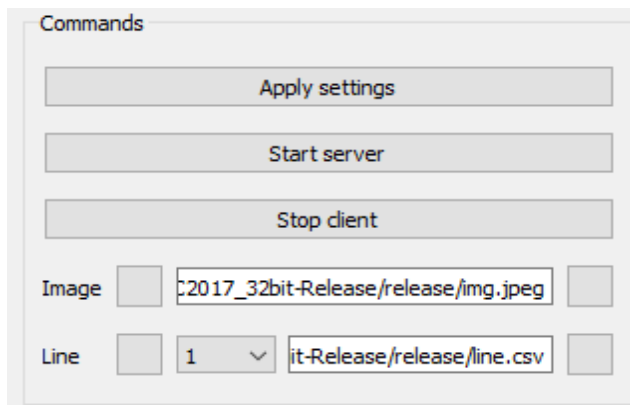 Commands
Apply settings
Start server
Stop client
Image C2017_32bit-Release/release/img.jpeg
Line 1 it-Release/release/line.csv